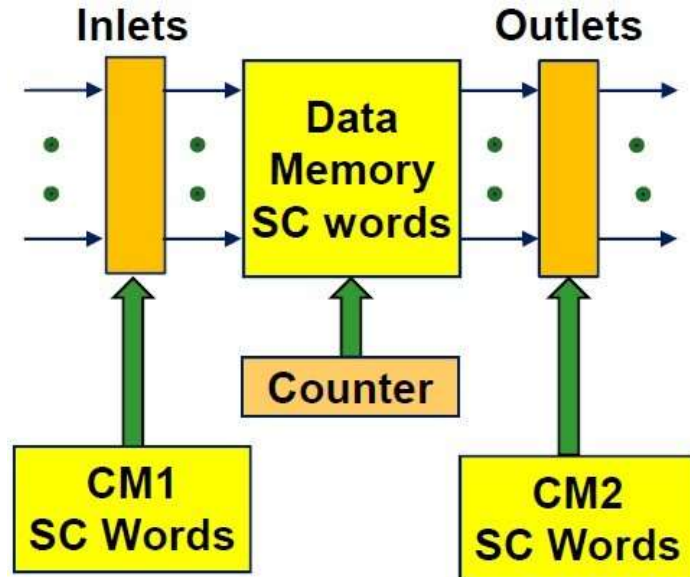 Inlets
Outlets
Data
Memory
SC words
Counter
CM1
SC Words
CM2
SC Words